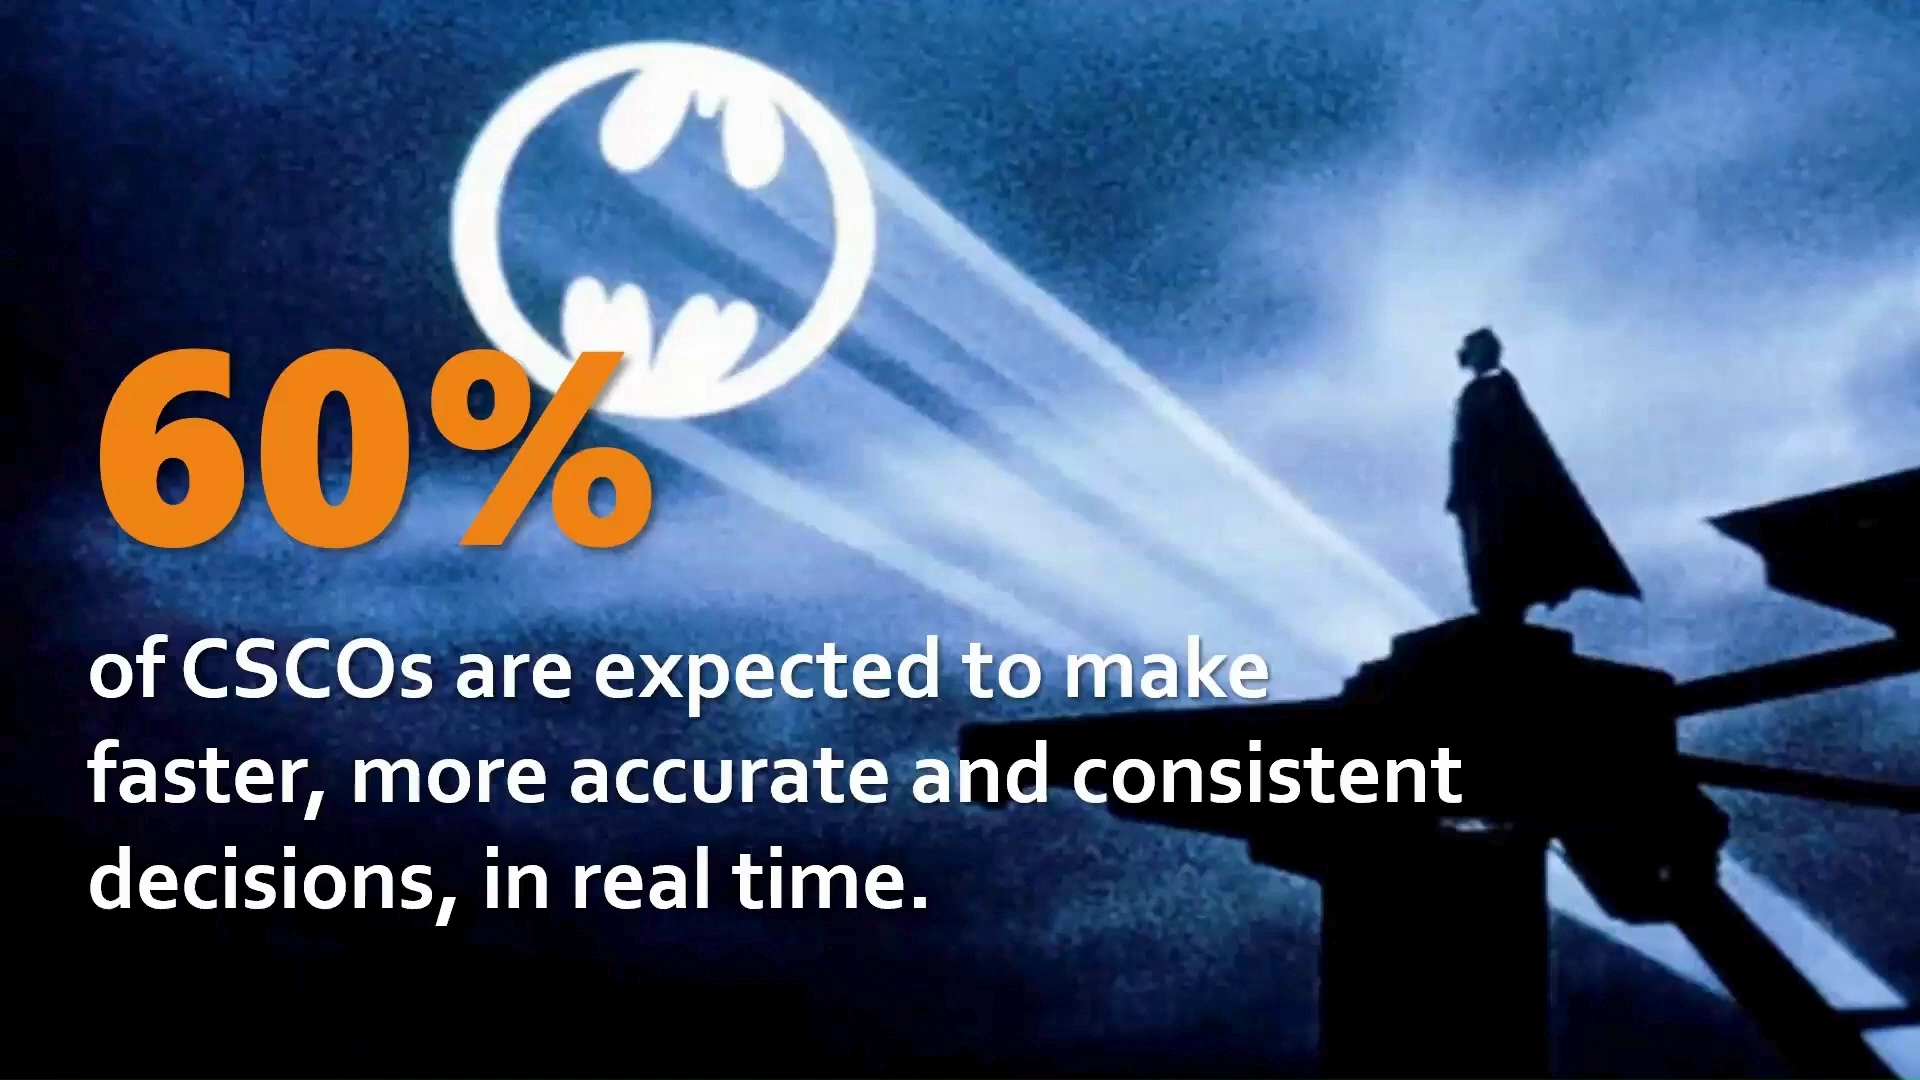 60%
of CSCOs are expected to make
faster, more accurate and consistent
decisions, in real time.